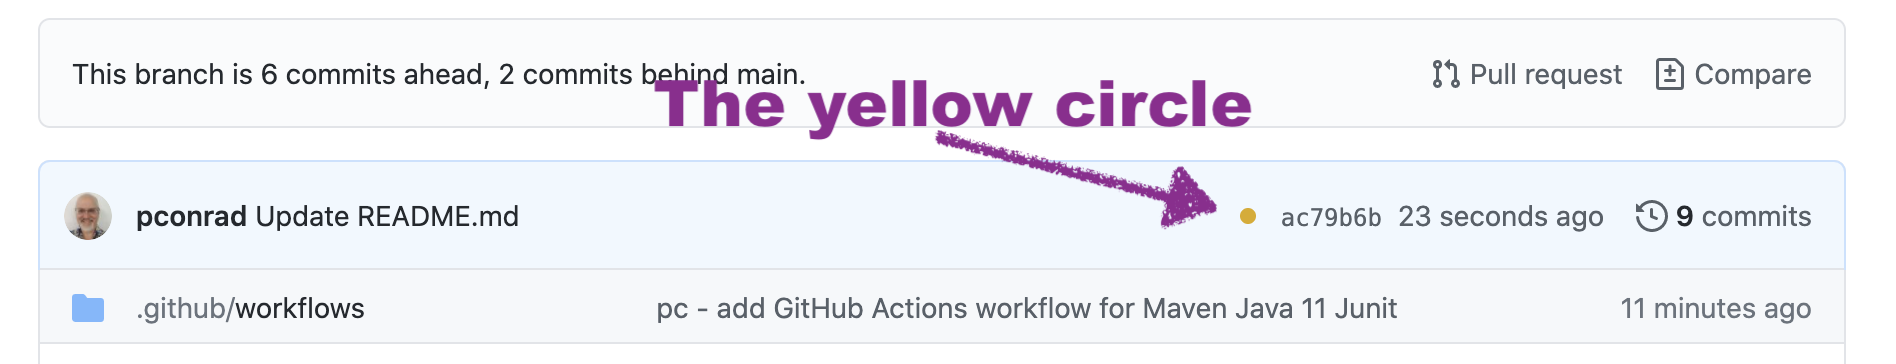 This branch is 6 commits ahead, 2 commits behind main.
Pull request
Compare
The yellow circle
pconrad Update README.md
ac79b6b 23 seconds ago
9 commits
.github/workflows
pc - add GitHub Actions workflow for Maven Java 11 Junit
11 minutes ago